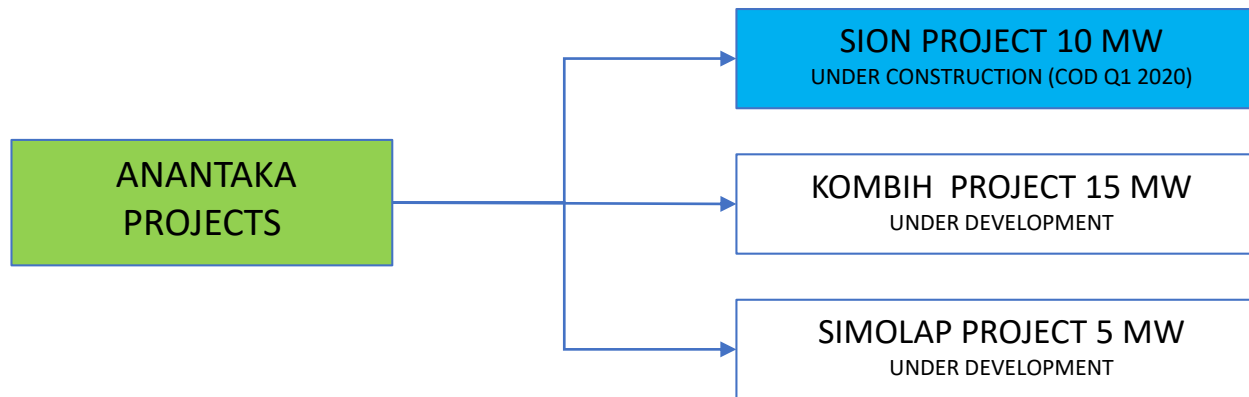 SION PROJECT 10 MW
UNDER CONSTRUCTION (COD Q1 2020)
ANANTAKA
PROJECTS
KOMBIH  PROJECT 15 MW
UNDER DEVELOPMENT
SIMOLAP PROJECT 5 MW
UNDER DEVELOPMENT